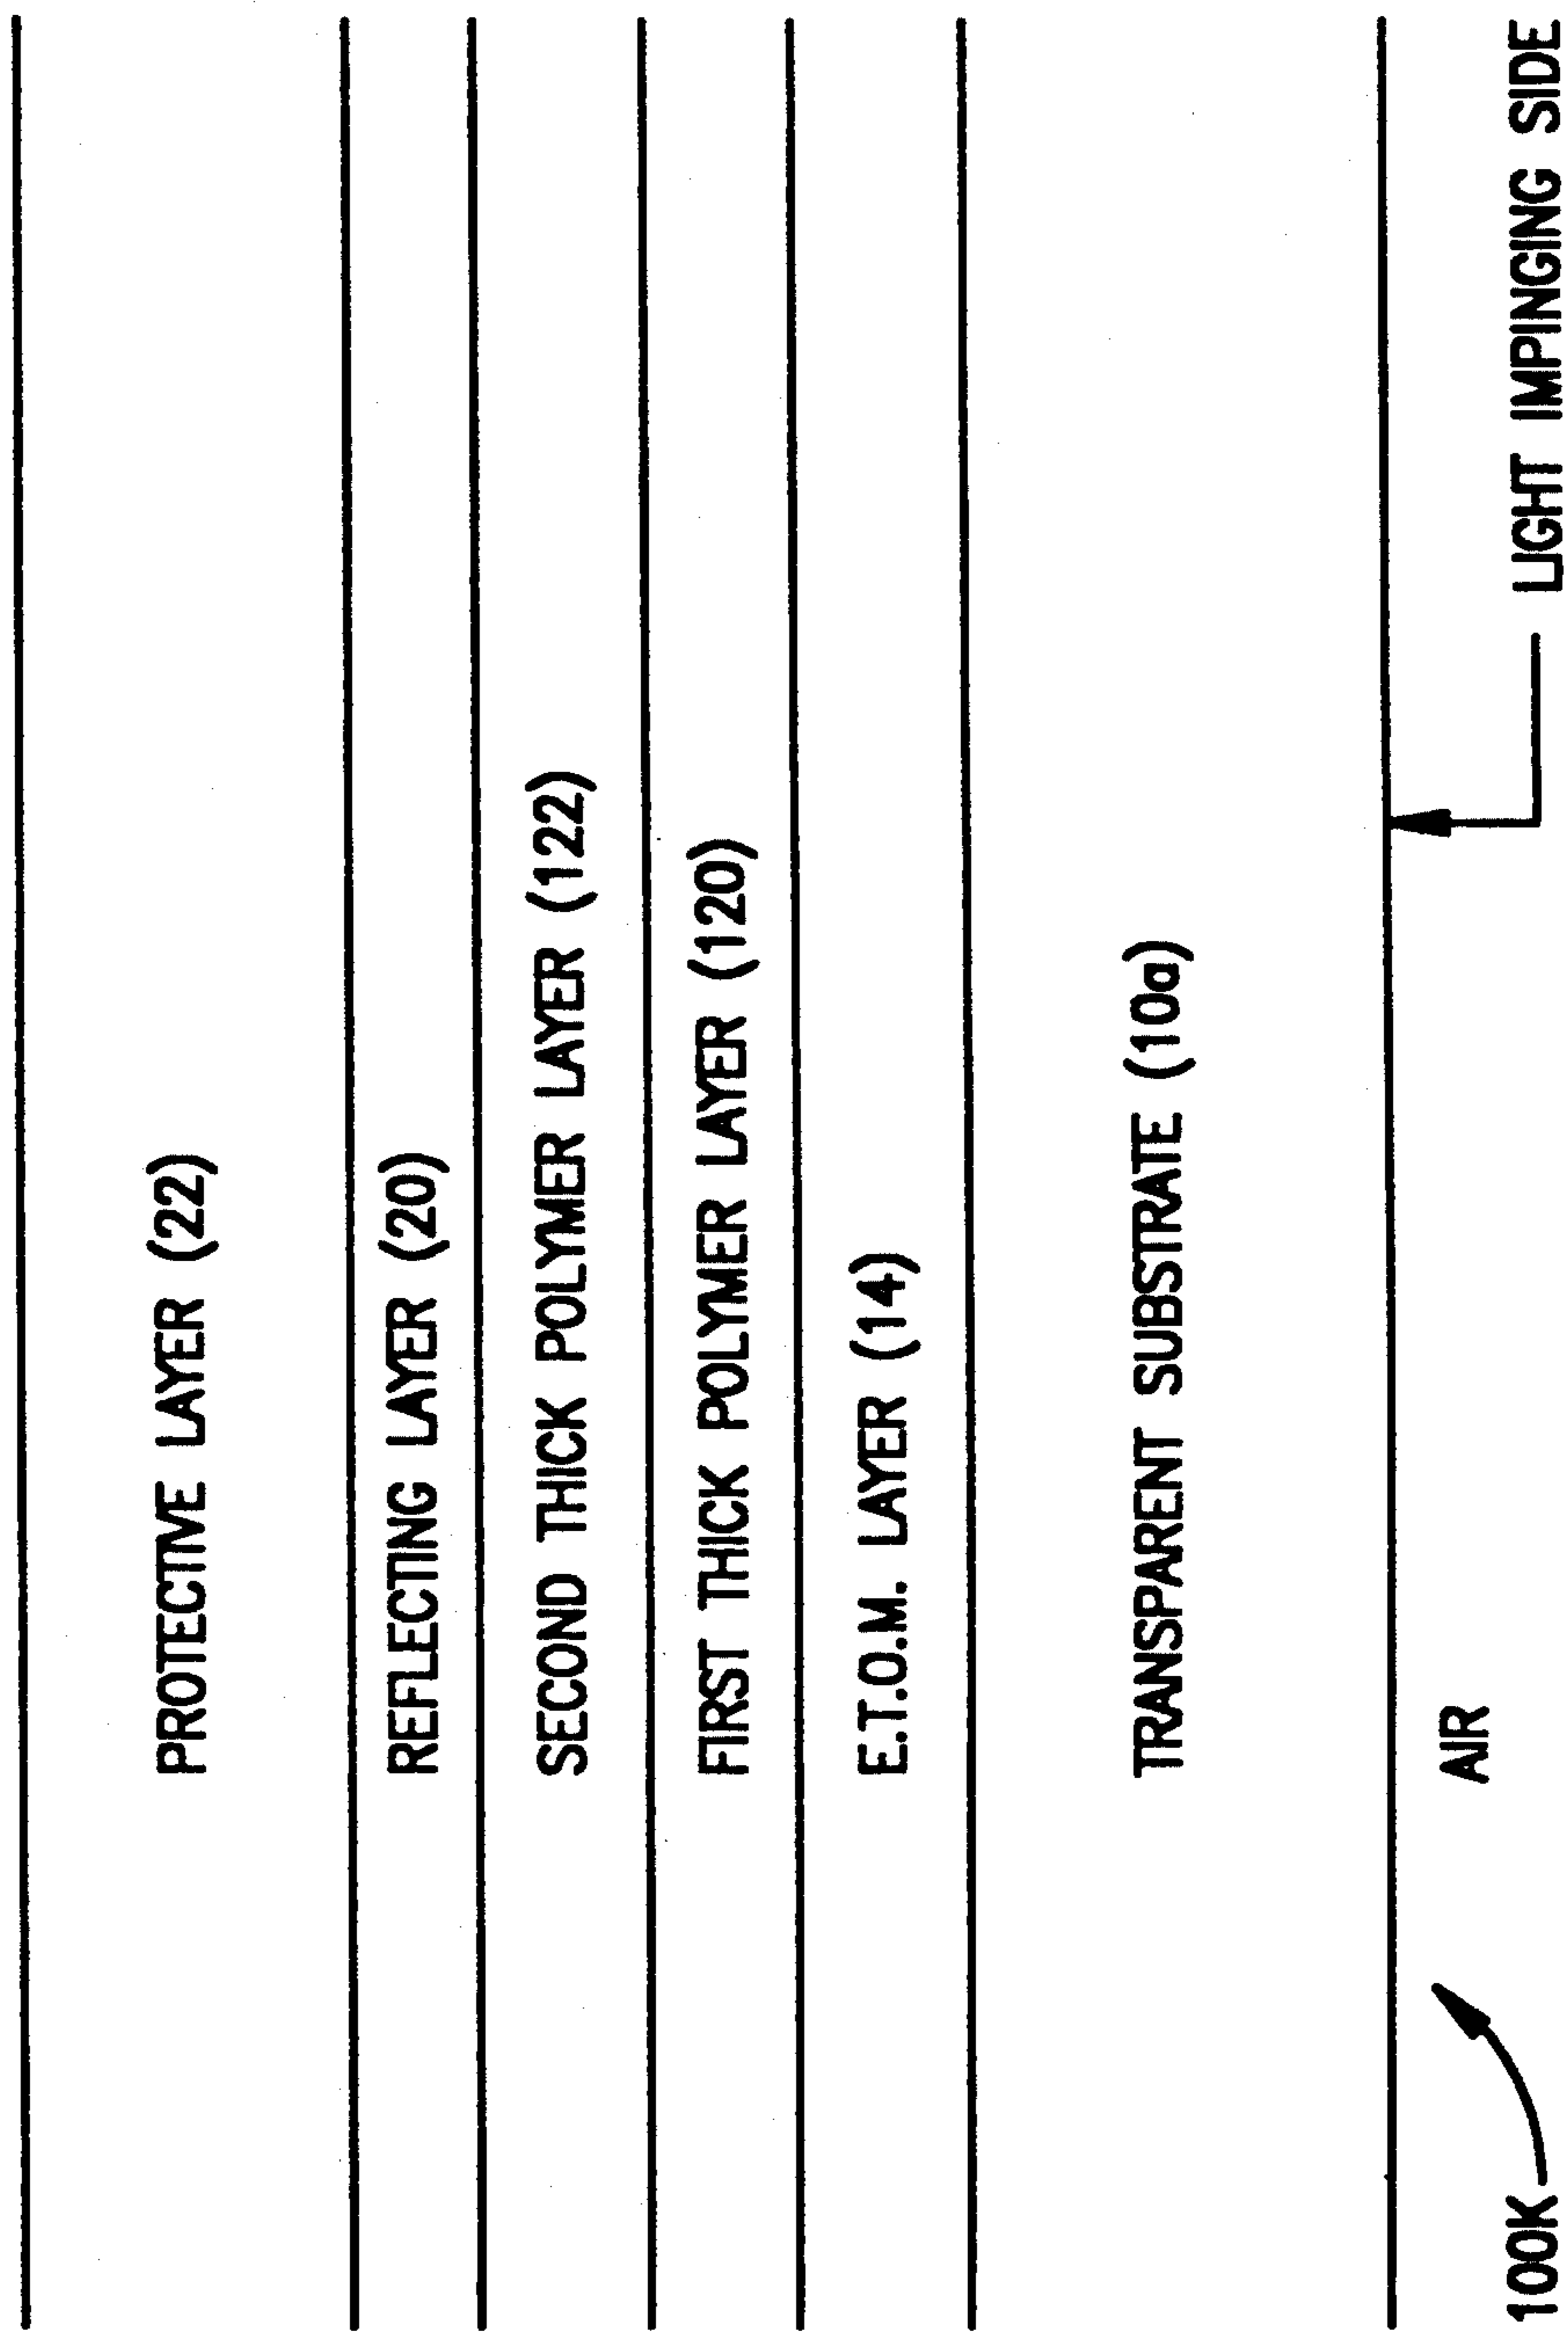 PROTECTIVE LAYER (22)
REFLECTING LAYER (20)
SECOND THICK POLYMER LAYER (122)
FIRST THICK POLYMER LAYER (120)
E.T.O.M. LAYER (14)
TRANSPARENT SUBSTRATE (10a)
AIR
100K
LIGHT IMPINGING SIDE